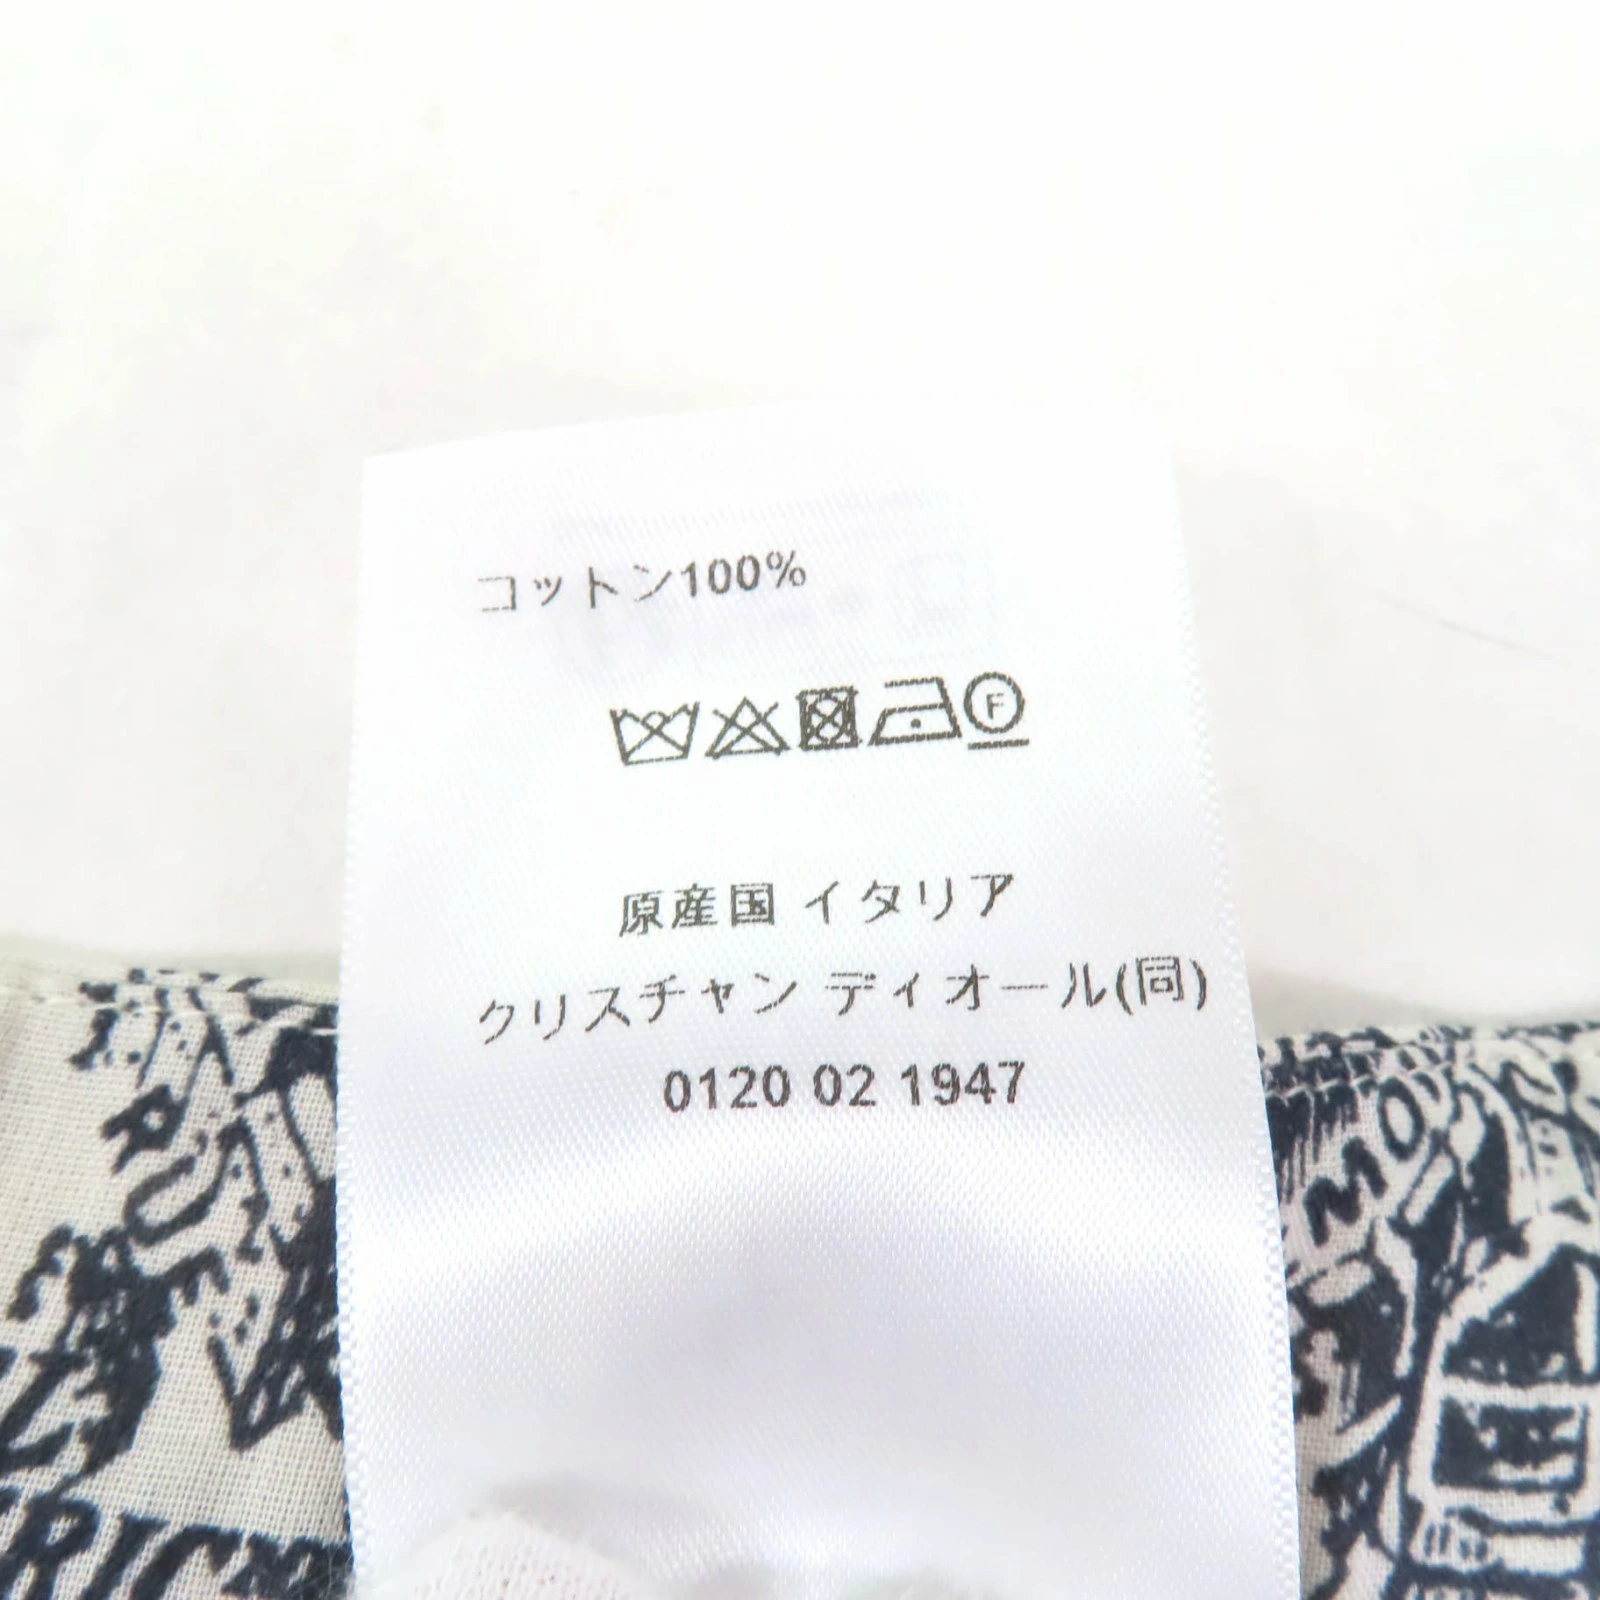 コットン100%
F
原産国 イタリア
クリスチャン ディオール(同)
0120 02 1947